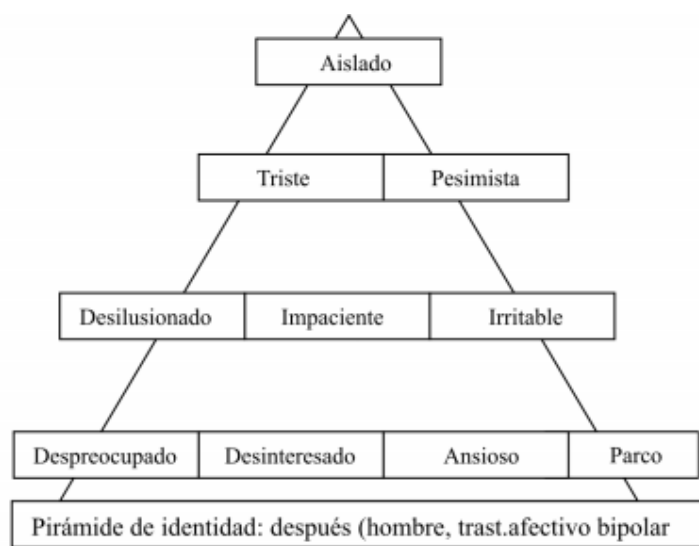 Aislado
Triste Pesimista
Desilusionado Impaciente Irritable
Despreocupado Desinteresado Ansioso Parco
Pirámide de identidad: después (hombre, trast.afectivo bipolar